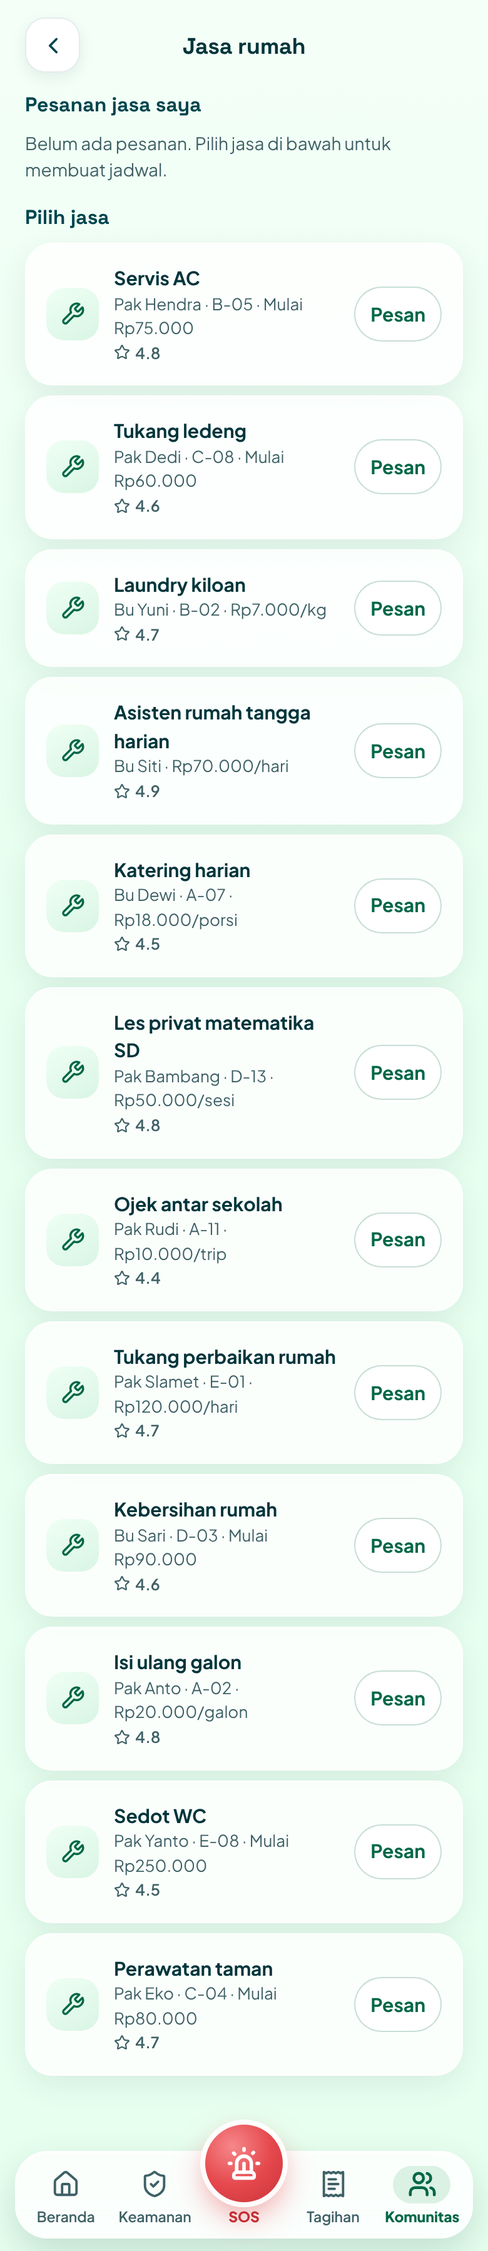 Jasa rumah
Pesanan jasa saya
Belum ada pesanan. Pilih jasa di bawah untuk
membuat jadwal.
Pilih jasa
Servis AC
Pak Hendra · B-05 · Mulai
Rp75.000
4.8
Pesan
Tukang ledeng
Pak Dedi · C-08 · Mulai
Rp60.000
4.6
Pesan
Laundry kiloan
Bu Yuni · B-02 · Rp7.000/kg
4.7
Pesan
Asisten rumah tangga
harian
Bu Siti · Rp70.000/hari
4.9
Pesan
Katering harian
Bu Dewi · A-07 ·
Rp18.000/porsi
4.5
Pesan
Les privat matematika
SD
Pak Bambang · D-13 ·
Rp50.000/sesi
4.8
Pesan
Ojek antar sekolah
Pak Rudi · A-11 ·
Rp10.000/trip
4.4
Pesan
Tukang perbaikan rumah
Pak Slamet · E-01 ·
Rp120.000/hari
4.7
Pesan
Kebersihan rumah
Bu Sari · D-03 · Mulai
Rp90.000
4.6
Pesan
Isi ulang galon
Pak Anto · A-02 ·
Rp20.000/galon
4.8
Pesan
Sedot WC
Pak Yanto · E-08 · Mulai
Rp250.000
4.5
Pesan
Perawatan taman
Pak Eko · C-04 · Mulai
Rp80.000
4.7
Pesan
Beranda
Keamanan
SOS
Tagihan
Komunitas